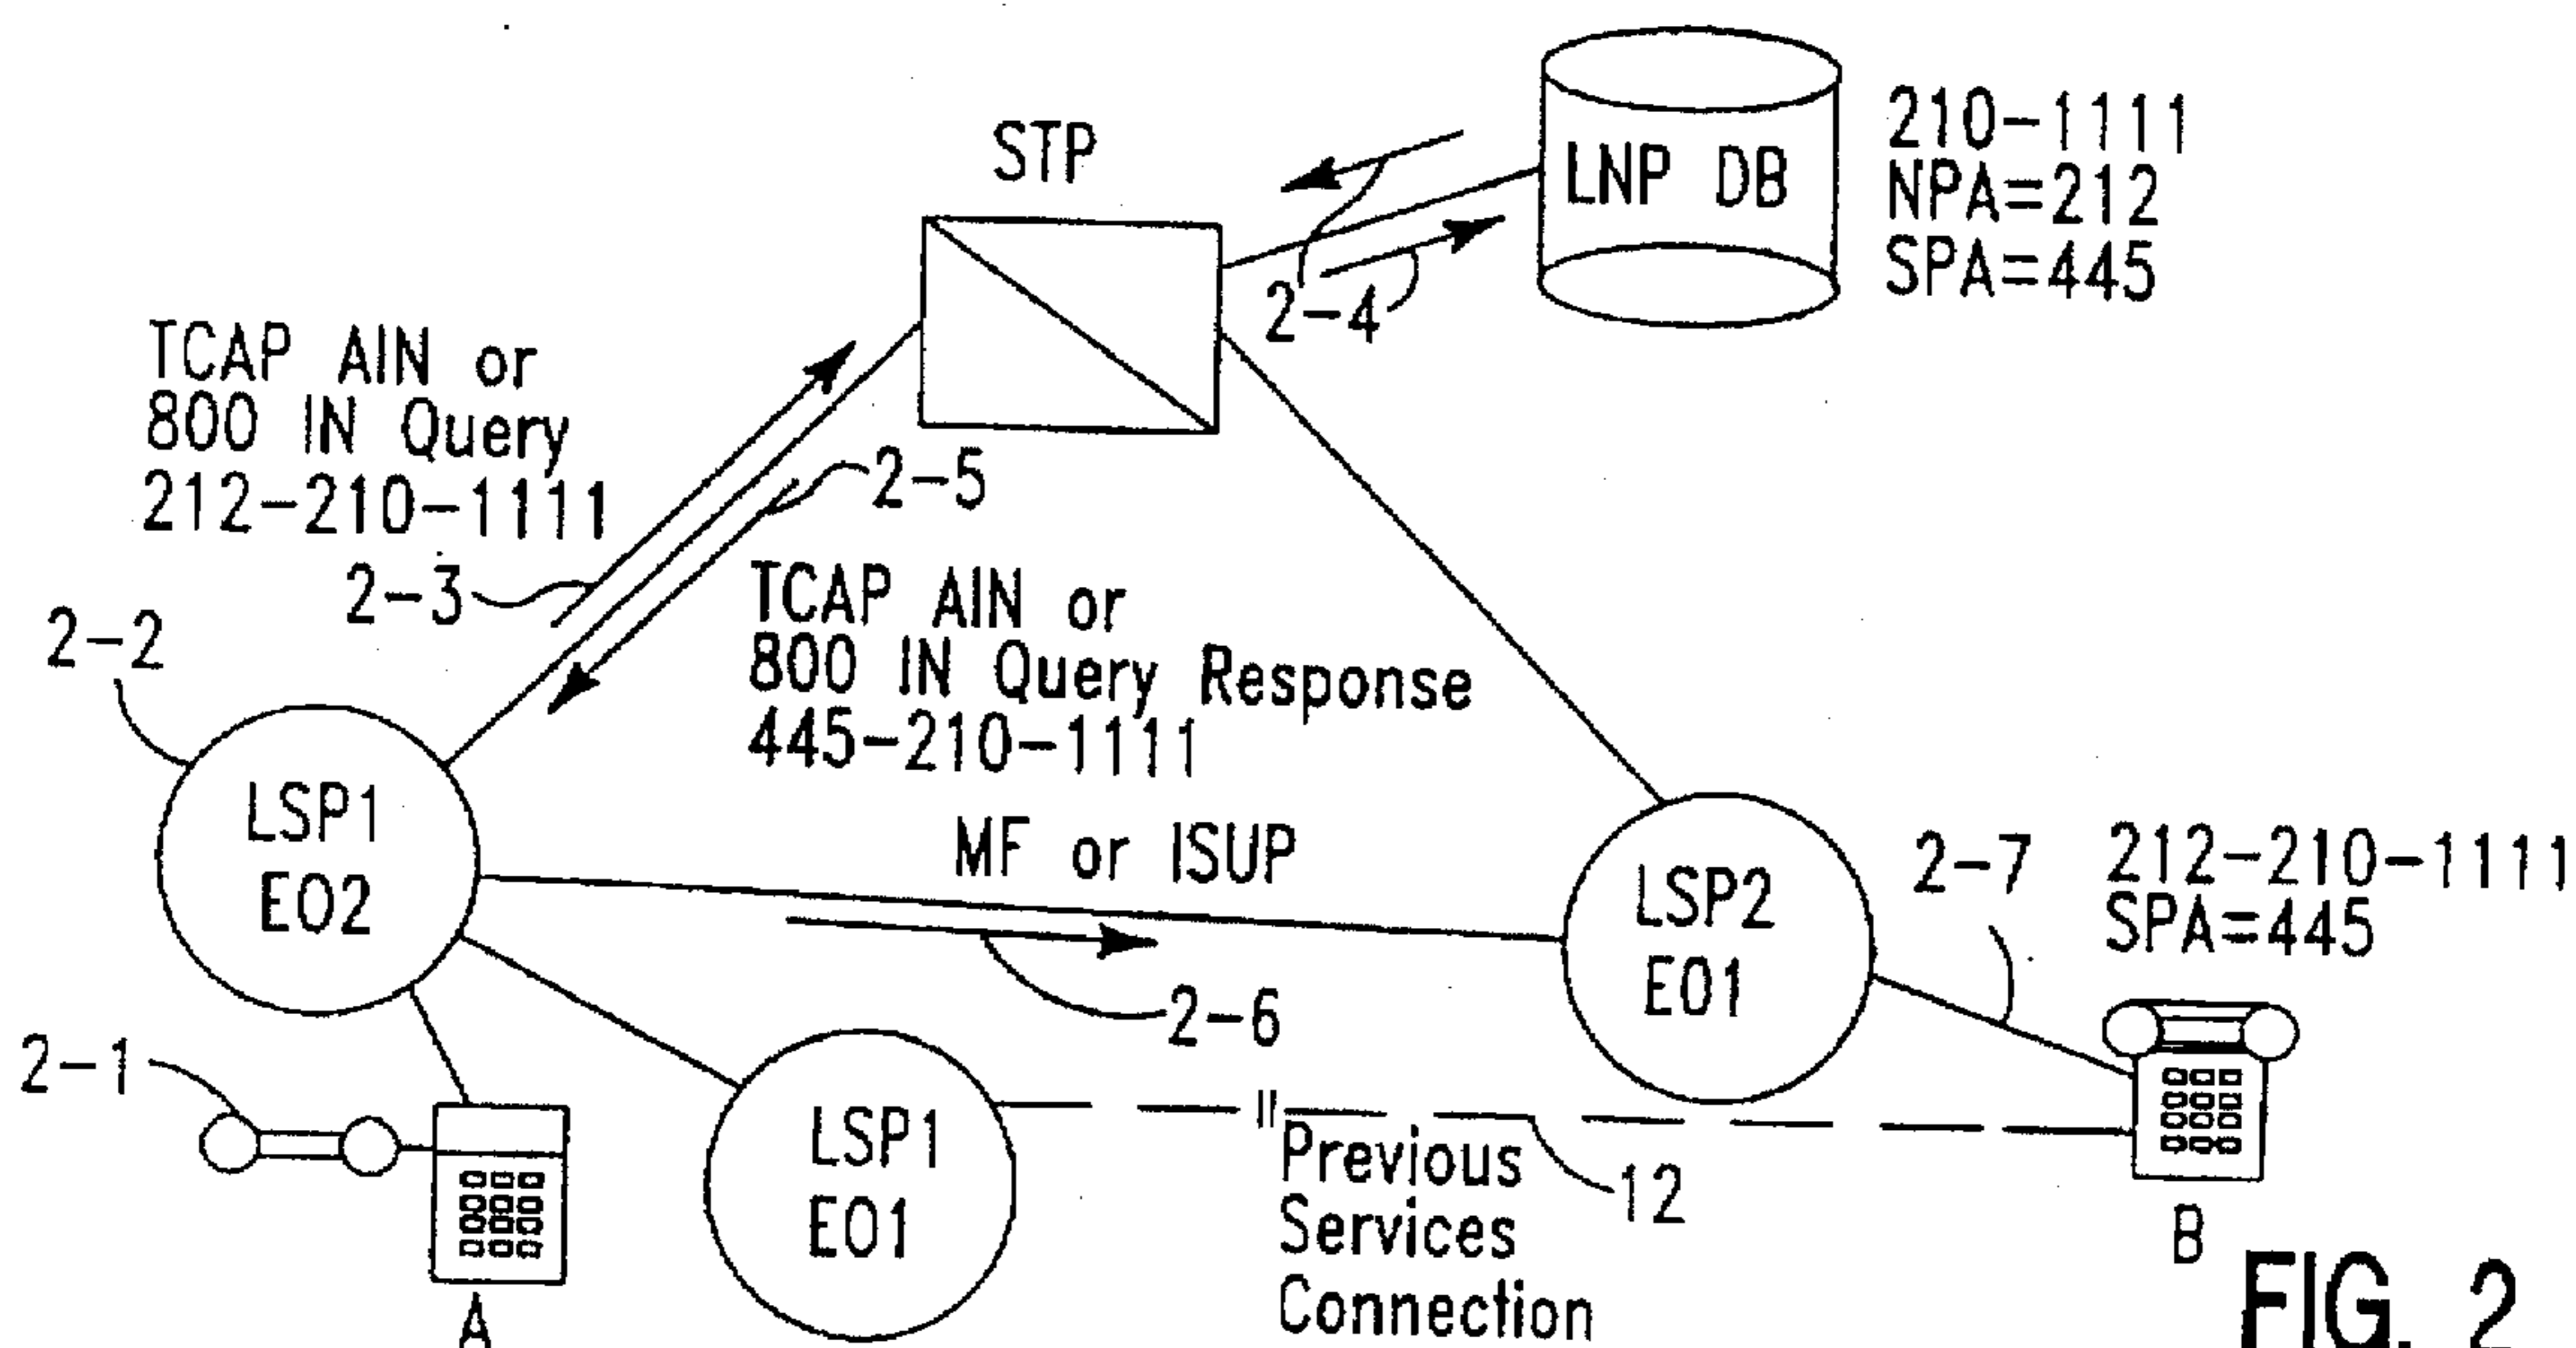 STP
LNP DB
210-1111
NPA=212
SPA=445
2-4
TCAP AIN or
800 IN Query
212-210-1111
2-5
2-3
TCAP AIN or
800 IN Query Response
445-210-1111
2-2
LSP1
EO2
MF or ISUP
2-6
LSP2
EO1
2-7
212-210-1111
SPA=445
2-1
A
LSP1
EO1
"Previous
Services
Connection
12
B
FIG. 2